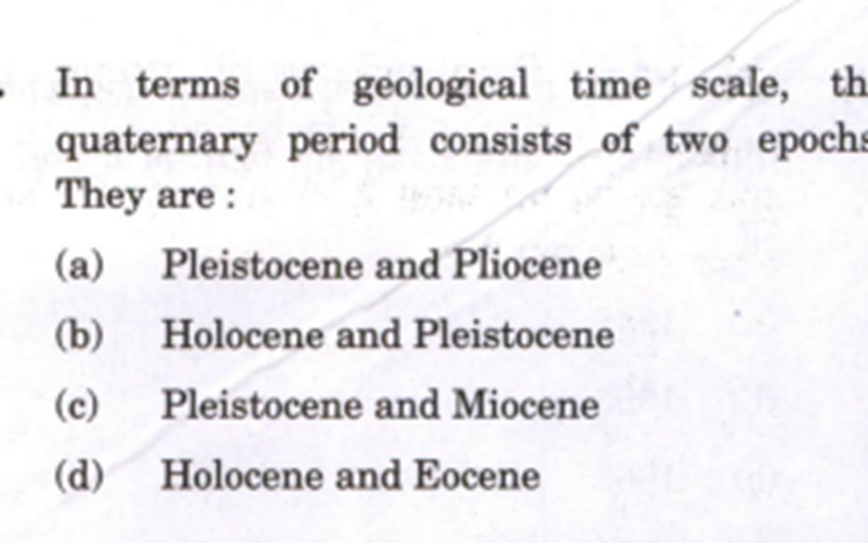 . In terms of geological time scale, th
quaternary period consists of two epochs
They are :
(a) Pleistocene and Pliocene
(b) Holocene and Pleistocene
(c) Pleistocene and Miocene
(d) Holocene and Eocene